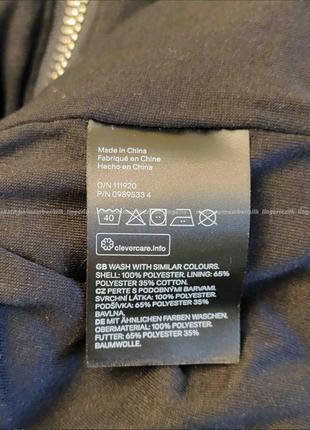 Made in China
Fabriqué en Chine
Hecho en China
O/N 111920
P/N 0989533 4
40
clevercare.info
GB WASH WITH SIMILAR COLOURS.
SHELL: 100% POLYESTER. LINING: 65%
POLYESTER 35% COTTON.
CZ PERTE S PODOBNÝMI BARVAMI.
SVRCHNÍ LÁTKA: 100% POLYESTER.
PODŠÍVKA: 65% POLYESTER 35%
BAVLNA.
DE MIT ÄHNLICHEN FARBEN WASCHEN.
OBERMATERIAL: 100% POLYESTER.
FUTTER: 65% POLYESTER 35%
BAUMWOLLE.